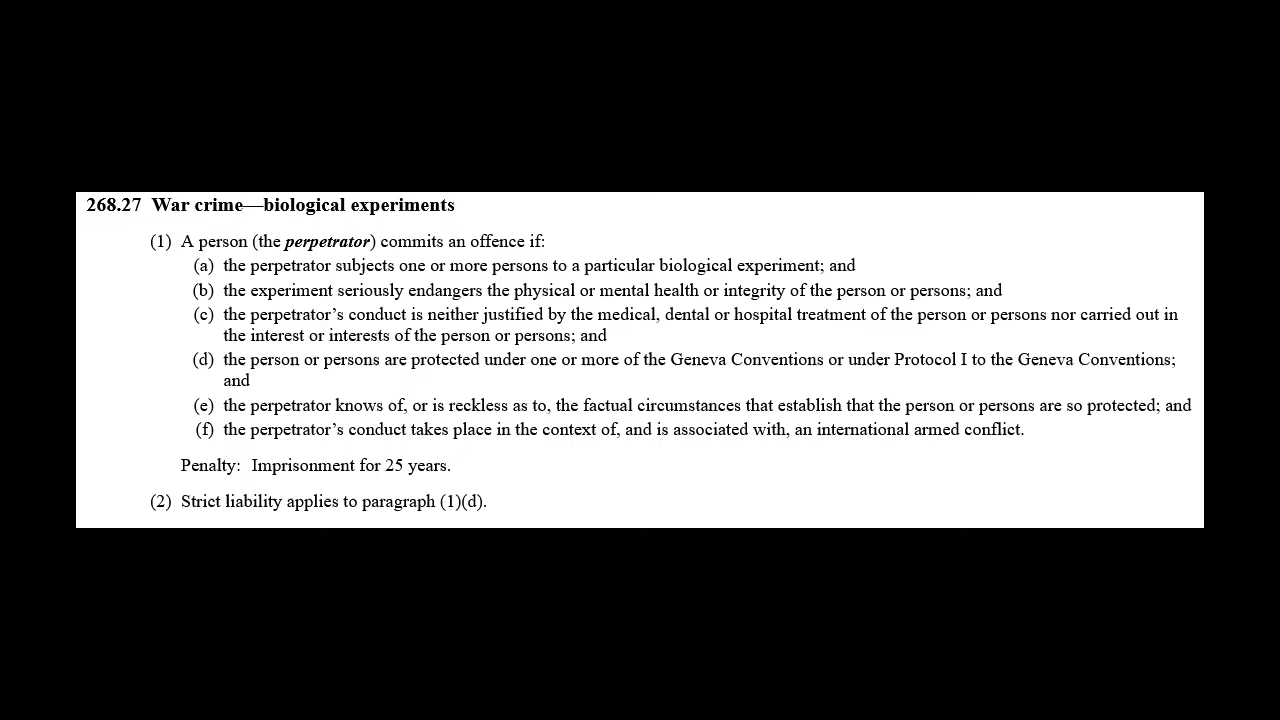 268.27 War crime—biological experiments
(1) A person (the perpetrator) commits an offence if:
(a) the perpetrator subjects one or more persons to a particular biological experiment; and
(b) the experiment seriously endangers the physical or mental health or integrity of the person or persons; and
(c) the perpetrator’s conduct is neither justified by the medical, dental or hospital treatment of the person or persons nor carried out in
the interest or interests of the person or persons; and
(d) the person or persons are protected under one or more of the Geneva Conventions or under Protocol I to the Geneva Conventions;
and
(e) the perpetrator knows of, or is reckless as to, the factual circumstances that establish that the person or persons are so protected; and
(f) the perpetrator’s conduct takes place in the context of, and is associated with, an international armed conflict.
Penalty: Imprisonment for 25 years.
(2) Strict liability applies to paragraph (1)(d).